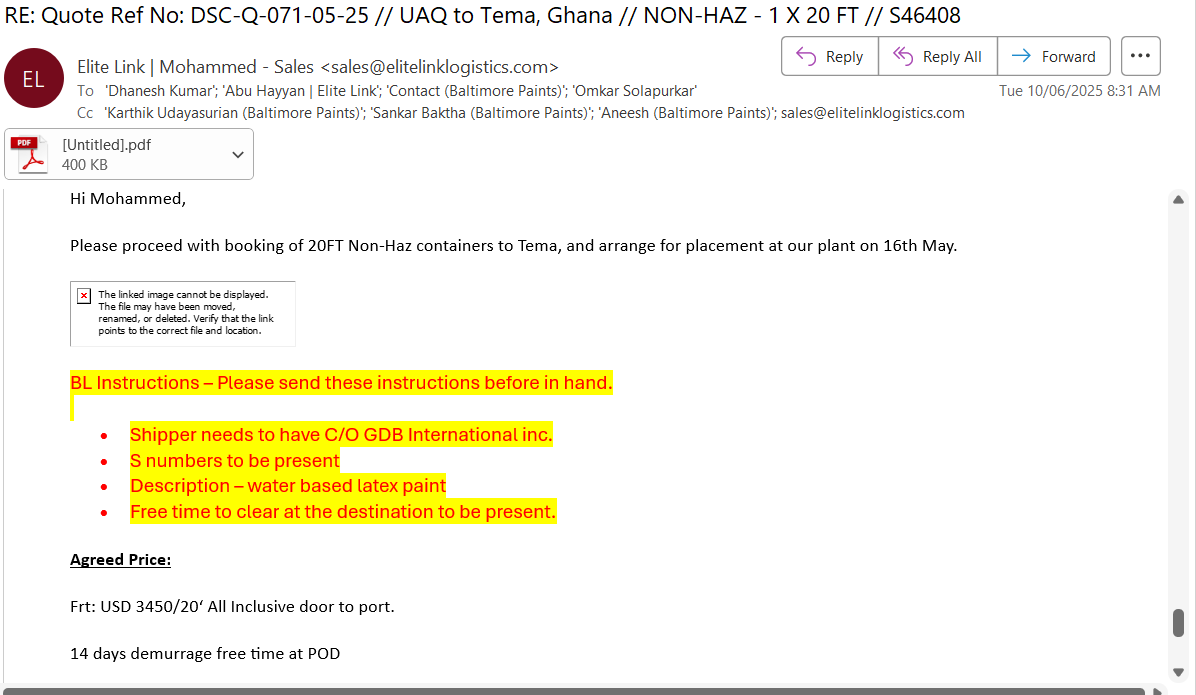 RE: Quote Ref No: DSC-Q-071-05-25 // UAQ to Tema, Ghana // NON-HAZ - 1 X 20 FT // S46408
EL
Elite Link | Mohammed - Sales <sales@elitelinklogistics.com>
Reply
Reply All
Forward
To 'Dhanesh Kumar'; 'Abu Hayyan | Elite Link'; 'Contact (Baltimore Paints)'; 'Omkar Solapurkar'
Tue 10/06/2025 8:31 AM
Cc 'Karthik Udayasurian (Baltimore Paints)'; 'Sankar Baktha (Baltimore Paints)'; 'Aneesh (Baltimore Paints)'; sales@elitelinklogistics.com
PDF
[Untitled].pdf
400 KB
Hi Mohammed,
Please proceed with booking of 20FT Non-Haz containers to Tema, and arrange for placement at our plant on 16th May.
The linked image cannot be displayed.
The file may have been moved,
renamed, or deleted. Verify that the link
points to the correct file and location.
BL Instructions – Please send these instructions before in hand.
• Shipper needs to have C/O GDB International inc.
• S numbers to be present
• Description – water based latex paint
• Free time to clear at the destination to be present.
Agreed Price:
Frt: USD 3450/20‘ All Inclusive door to port.
14 days demurrage free time at POD